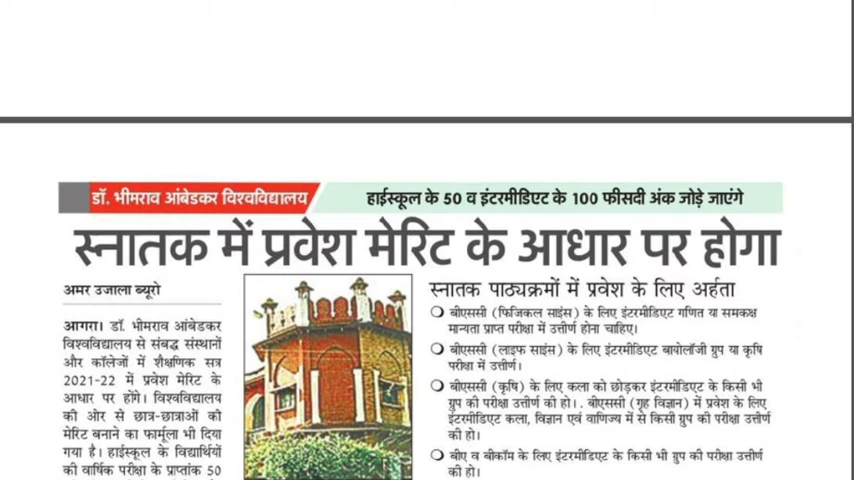 डॉ. भीमराव आंबेडकर विश्वविद्यालय
हाईस्कूल के 50 व इंटरमीडिएट के 100 फीसदी अंक जोड़े जाएंगे
स्नातक में प्रवेश मेरिट के आधार पर होगा
अमर उजाला ब्यूरो
आगरा। डॉ. भीमराव आंबेडकर
विश्वविद्यालय से संबद्ध संस्थानों
और कॉलेजों में शैक्षणिक सत्र
2021-22 में प्रवेश मेरिट के
आधार पर होंगे। विश्वविद्यालय
की ओर से छात्र-छात्राओं को
मेरिट बनाने का फार्मूला भी दिया
गया है। हाईस्कूल के विद्यार्थियों
की वार्षिक परीक्षा के प्राप्तांक 50
स्नातक पाठ्यक्रमों में प्रवेश के लिए अर्हता
बीएससी (फिजिकल साइंस) के लिए इंटरमीडिएट गणित या समकक्ष
मान्यता प्राप्त परीक्षा में उत्तीर्ण होना चाहिए।
बीएससी (लाइफ साइंस) के लिए इंटरमीडिएट बायोलॉजी ग्रुप या कृषि
परीक्षा में उत्तीर्ण।
बीएससी (कृषि) के लिए कला को छोड़कर इंटरमीडिएट के किसी भी
ग्रुप की परीक्षा उत्तीर्ण की हो।. बीएससी (गृह विज्ञान) में प्रवेश के लिए
इंटरमीडिएट कला, विज्ञान एवं वाणिज्य में से किसी ग्रुप की परीक्षा उत्तीर्ण
की हो।
बीए व बीकॉम के लिए इंटरमीडिएट के किसी भी ग्रुप की परीक्षा उत्तीर्ण
की हो।